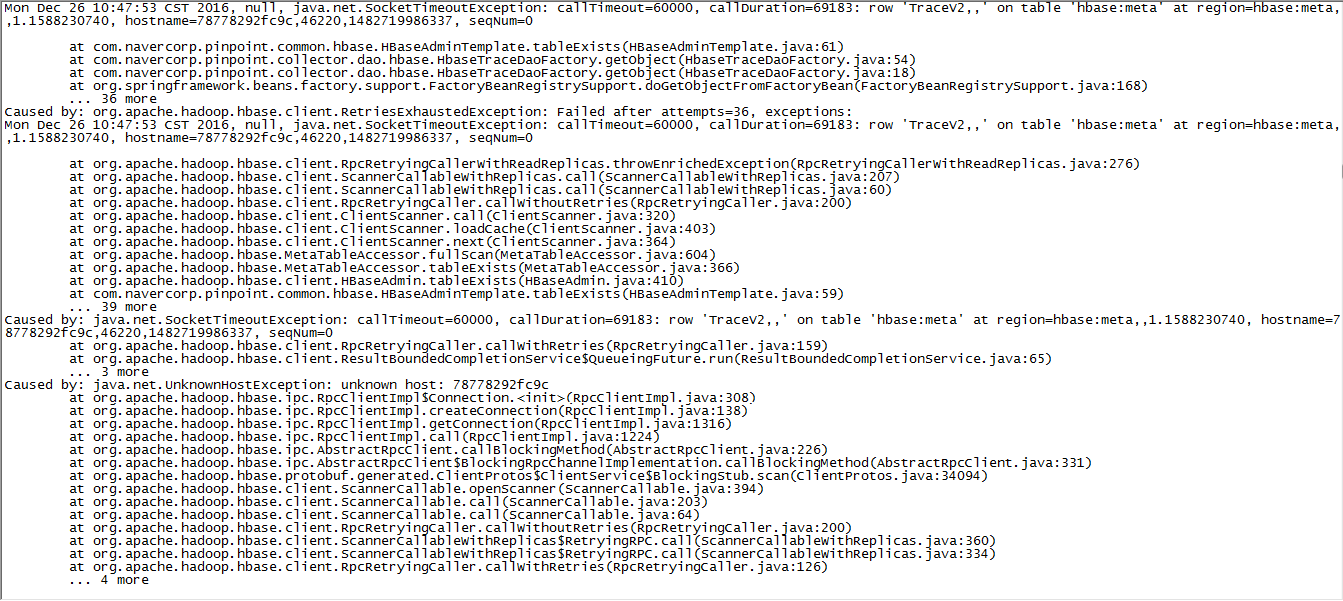 Mon Dec 26 10:47:53 CST 2016, null, java.net.SocketTimeoutException: callTimeout=60000, callDuration=69183: row 'TraceV2,,' on table 'hbase:meta' at region=hbase:meta,
,1.1588230740, hostname=78778292fc9c,46220,1482719986337, seqNum=0
at com.navercorp.pinpoint.common.hbase.HBaseAdminTemplate.tableExists(HBaseAdminTemplate.java:61)
at com.navercorp.pinpoint.collector.dao.hbase.HbaseTraceDaoFactory.getObject(HbaseTraceDaoFactory.java:54)
at com.navercorp.pinpoint.collector.dao.hbase.HbaseTraceDaoFactory.getObject(HbaseTraceDaoFactory.java:18)
at org.springframework.beans.factory.support.FactoryBeanRegistrySupport.doGetObjectFromFactoryBean(FactoryBeanRegistrySupport.java:168)
... 36 more
Caused by: org.apache.hadoop.hbase.client.RetriesExhaustedException: Failed after attempts=36, exceptions:
Mon Dec 26 10:47:53 CST 2016, null, java.net.SocketTimeoutException: callTimeout=60000, callDuration=69183: row 'TraceV2,,' on table 'hbase:meta' at region=hbase:meta,
,1.1588230740, hostname=78778292fc9c,46220,1482719986337, seqNum=0
at org.apache.hadoop.hbase.client.RpcRetryingCallerWithReadReplicas.throwEnrichedException(RpcRetryingCallerWithReadReplicas.java:276)
at org.apache.hadoop.hbase.client.ScannerCallableWithReplicas.call(ScannerCallableWithReplicas.java:207)
at org.apache.hadoop.hbase.client.ScannerCallableWithReplicas.call(ScannerCallableWithReplicas.java:60)
at org.apache.hadoop.hbase.client.RpcRetryingCaller.callWithoutRetries(RpcRetryingCaller.java:200)
at org.apache.hadoop.hbase.client.ClientScanner.call(ClientScanner.java:320)
at org.apache.hadoop.hbase.client.ClientScanner.loadCache(ClientScanner.java:403)
at org.apache.hadoop.hbase.client.ClientScanner.next(ClientScanner.java:364)
at org.apache.hadoop.hbase.MetaTableAccessor.fullScan(MetaTableAccessor.java:604)
at org.apache.hadoop.hbase.MetaTableAccessor.tableExists(MetaTableAccessor.java:366)
at org.apache.hadoop.hbase.client.HBaseAdmin.tableExists(HBaseAdmin.java:410)
at com.navercorp.pinpoint.common.hbase.HBaseAdminTemplate.tableExists(HBaseAdminTemplate.java:59)
... 39 more
Caused by: java.net.SocketTimeoutException: callTimeout=60000, callDuration=69183: row 'TraceV2,,' on table 'hbase:meta' at region=hbase:meta,,1.1588230740, hostname=7
8778292fc9c,46220,1482719986337, seqNum=0
at org.apache.hadoop.hbase.client.RpcRetryingCaller.callWithRetries(RpcRetryingCaller.java:159)
at org.apache.hadoop.hbase.client.ResultBoundedCompletionService$QueueingFuture.run(ResultBoundedCompletionService.java:65)
... 3 more
Caused by: java.net.UnknownHostException: unknown host: 78778292fc9c
at org.apache.hadoop.hbase.ipc.RpcClientImpl$Connection.<init>(RpcClientImpl.java:308)
at org.apache.hadoop.hbase.ipc.RpcClientImpl.createConnection(RpcClientImpl.java:138)
at org.apache.hadoop.hbase.ipc.RpcClientImpl.getConnection(RpcClientImpl.java:1316)
at org.apache.hadoop.hbase.ipc.RpcClientImpl.call(RpcClientImpl.java:1224)
at org.apache.hadoop.hbase.ipc.AbstractRpcClient.callBlockingMethod(AbstractRpcClient.java:226)
at org.apache.hadoop.hbase.ipc.AbstractRpcClient$BlockingRpcChannelImplementation.callBlockingMethod(AbstractRpcClient.java:331)
at org.apache.hadoop.hbase.protobuf.generated.ClientProtos$ClientService$BlockingStub.scan(ClientProtos.java:34094)
at org.apache.hadoop.hbase.client.ScannerCallable.openScanner(ScannerCallable.java:394)
at org.apache.hadoop.hbase.client.ScannerCallable.call(ScannerCallable.java:203)
at org.apache.hadoop.hbase.client.ScannerCallable.call(ScannerCallable.java:64)
at org.apache.hadoop.hbase.client.RpcRetryingCaller.callWithoutRetries(RpcRetryingCaller.java:200)
at org.apache.hadoop.hbase.client.ScannerCallableWithReplicas$RetryingRPC.call(ScannerCallableWithReplicas.java:360)
at org.apache.hadoop.hbase.client.ScannerCallableWithReplicas$RetryingRPC.call(ScannerCallableWithReplicas.java:334)
at org.apache.hadoop.hbase.client.RpcRetryingCaller.callWithRetries(RpcRetryingCaller.java:126)
... 4 more